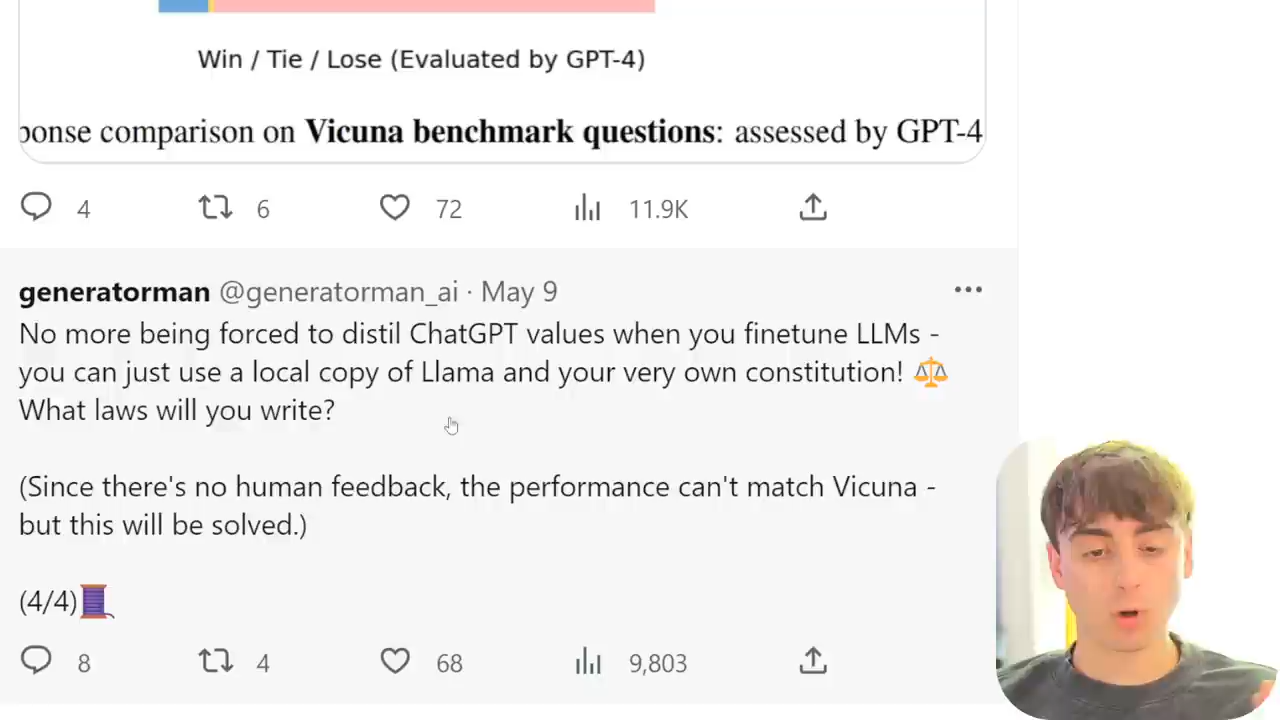 Win / Tie / Lose (Evaluated by GPT-4)
ponse comparison on Vicuna benchmark questions: assessed by GPT-4
4 6 72 11.9K
generatorman @generatorman_ai · May 9
No more being forced to distil ChatGPT values when you finetune LLMs -
you can just use a local copy of Llama and your very own constitution! ⚖️
What laws will you write?
(Since there's no human feedback, the performance can't match Vicuna -
but this will be solved.)
(4/4)🧵
8 4 68 9,803